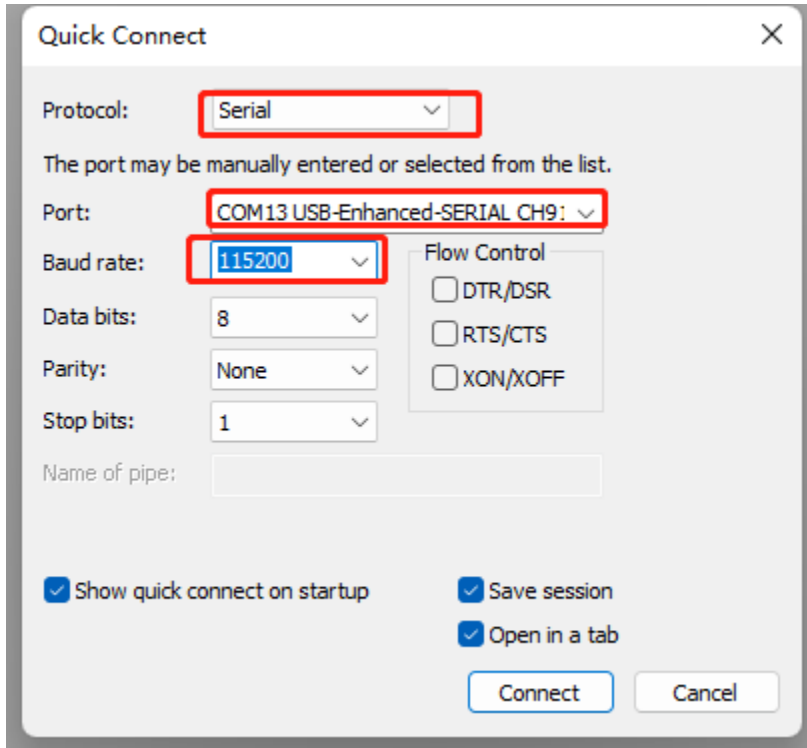 Quick Connect
Protocol: Serial
The port may be manually entered or selected from the list.
Port: COM13 USB-Enhanced-SERIAL CH91
Baud rate: 115200
Flow Control
DTR/DSR
Data bits: 8
RTS/CTS
Parity: None
XON/XOFF
Stop bits: 1
Name of pipe:
Show quick connect on startup
Save session
Open in a tab
Connect
Cancel